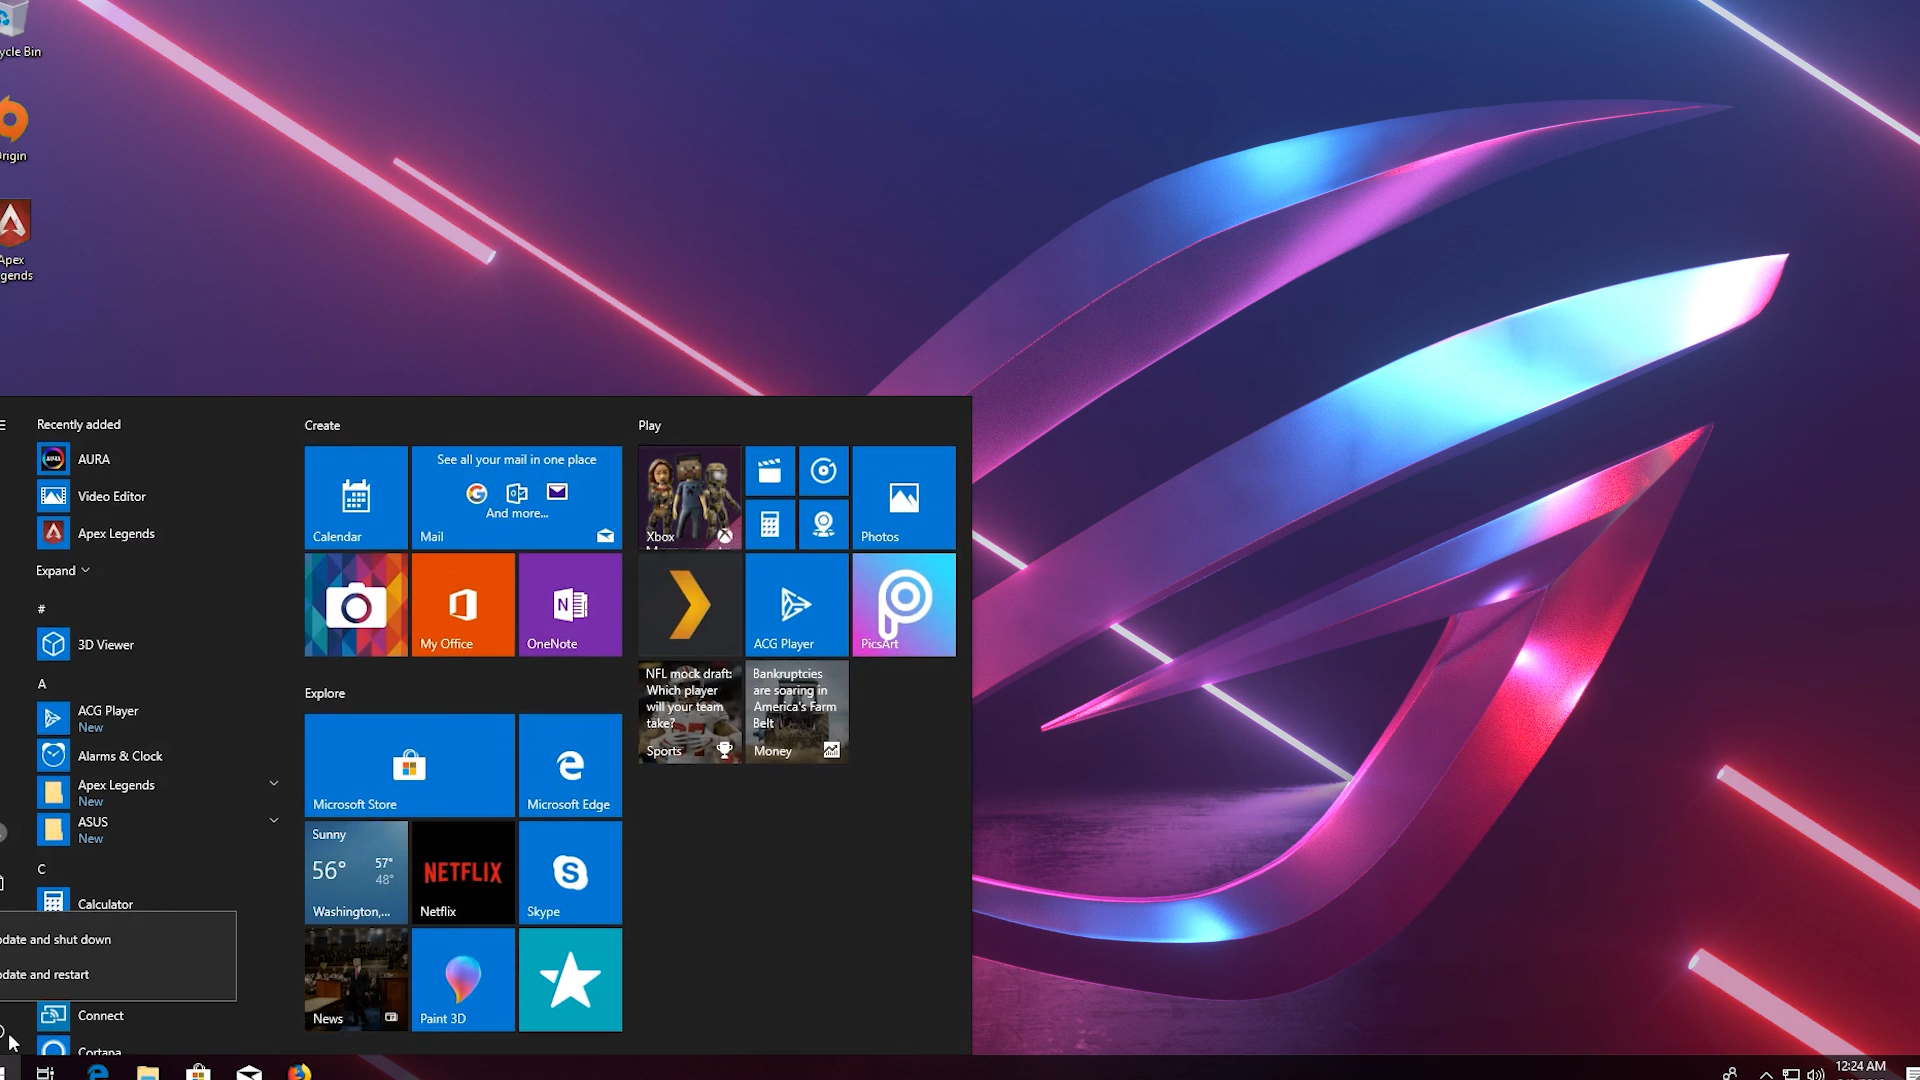 ycle Bin
rigin
Apex
gends
Recently added
AURA
Video Editor
Apex Legends
Expand
#
3D Viewer
A
ACG Player
New
Alarms & Clock
Apex Legends
New
ASUS
New
C
Calculator
pdate and shut down
pdate and restart
Connect
Cortana
Create
Calendar
See all your mail in one place
And more...
Mail
My Office
OneNote
Explore
Microsoft Store
Microsoft Edge
Sunny
56° 57°
48°
Washington,...
NETFLIX
Netflix
Skype
News
Paint 3D
Play
Xbox
Photos
ACG Player
PicsArt
NFL mock draft:
Which player
will your team
take?
Sports
Bankruptcies
are soaring in
America's Farm
Belt
Money
12:24 AM